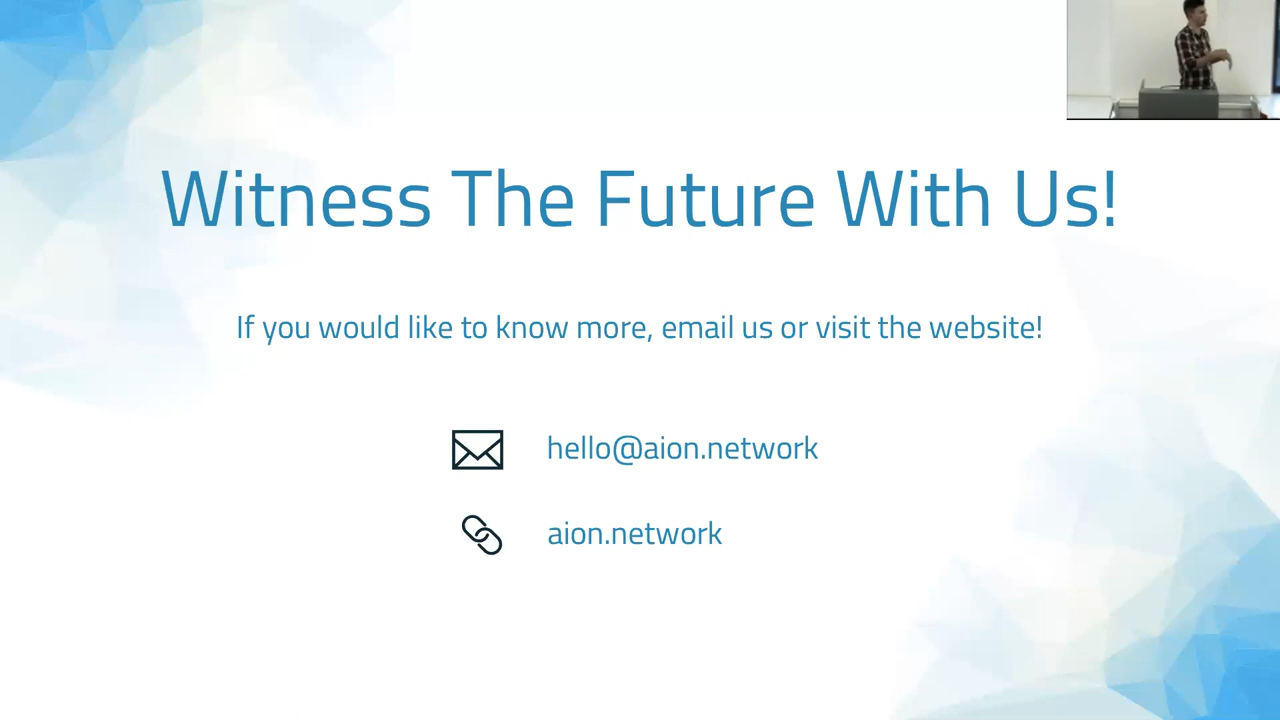 Witness The Future With Us!
If you would like to know more, email us or visit the website!
hello@aion.network
aion.network